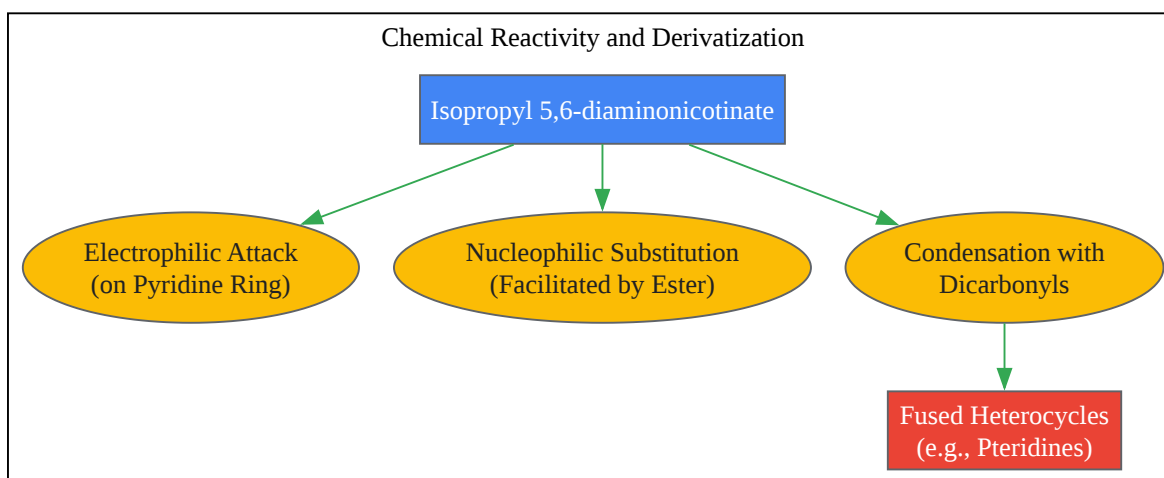 Chemical Reactivity and Derivatization
Isopropyl 5,6-diaminonicotinate
Electrophilic Attack
(on Pyridine Ring)
Nucleophilic Substitution
(Facilitated by Ester)
Condensation with
Dicarbonyls
Fused Heterocycles
(e.g., Pteridines)